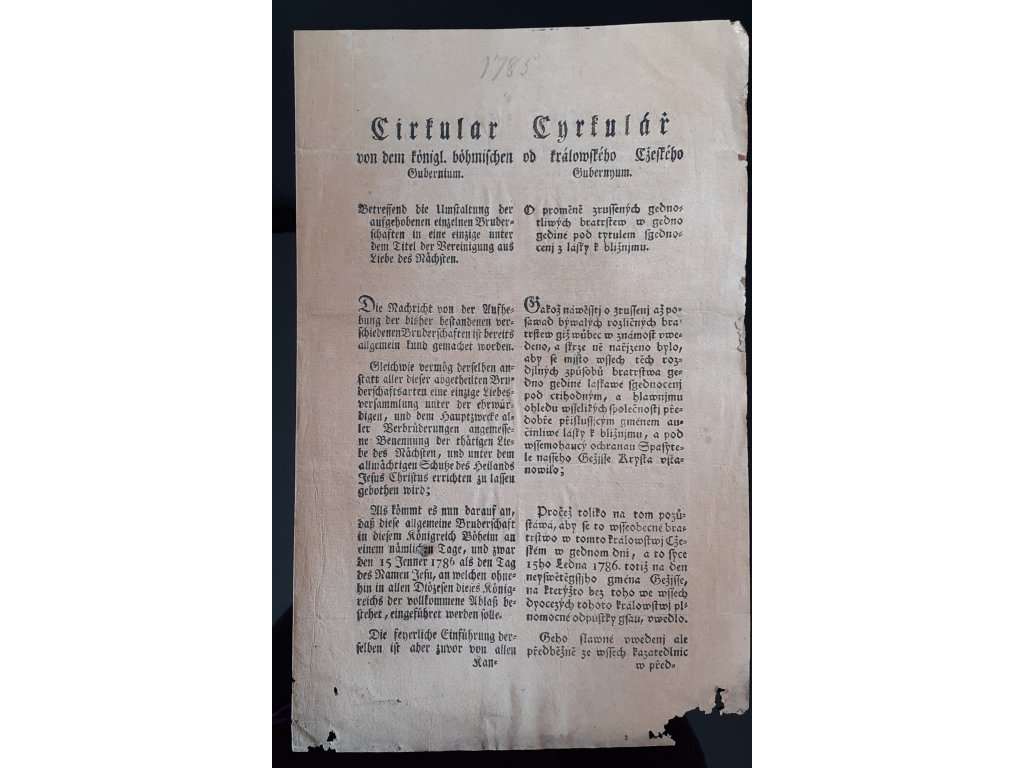 1785
Cirkular
von dem königl. böhmischen
Gubernium.
Betreffend die Umstaltung der
aufgehobenen einzelnen Bruder-
schaften in eine einzige unter
dem Titel der Vereinigung aus
Liebe des Nächsten.
Die Nachricht von der Aufhe-
bung der bisher bestandenen ver-
schiedenen Bruderschaften ist bereits
allgemein kund gemachet worden.
Gleichwie vermög derselben an-
statt aller dieser abgetheilten Bru-
derschaftsarten eine einzige Liebes-
versammlung unter der ehrwür-
digen, und dem Hauptzwecke al-
ler Verbrüderungen angemesse-
ne Benennung der thätigen Lie-
be des Nächsten, und unter dem
allmächtigen Schutze des Heilands
Jesus Christus errichten zu lassen
gebothen wird;
Als kömmt es nun darauf an,
daß diese allgemeine Bruderschaft
in diesem Königreich Böheim an
einem nämlichen Tage, und zwar
den 15 Jenner 1786 als den Tag
des Namen Jesu, an welchen ohne-
hin in allen Diözesen dieses König-
reichs der vollkommene Ablaß be-
stehet, eingeführet werden solle.
Die feyerliche Einführung der-
selben ist aber zuvor von allen
Kan-
Cyrkulář
od králowského Cžeského
Gubernyum.
O proměně zrussených gedno-
tliwých bratrstew w gedno
gediné pod tytulem sgedno-
cenj z lásky k bližnjmu.
Gakož náwěsstj o zrussenj až po-
sawad býwalých rozličných bra-
trstew giž wůbec w známost uwe-
deno, a skrze ně nařjzeno bylo,
aby se mjsto wssech těch roz-
djlných způsobů bratrstwa ge-
dno gediné laskawé sgednocenj
pod ctihodným, a hlawnjmu
ohledu wsselikých společnostj pře-
dobře přislussjcým gménem au-
činliwé lásky k bližnjmu, a pod
wssemohaucý ochranau Spasyte-
le nasseho Gežjsse Krysta usta-
nowilo;
Pročež toliko na tom pozů-
stáwá, aby se to wsseobecné bra-
trstwo w tomto králowstwj Cže-
ském w gednom dni, a to syce
15ho Ledna 1786. totiž na den
neyswětěgssjho gména Gežjsse,
na kterýžto bez toho we wssech
dyocezých tohoto králowstwj pl-
nomocné odpustky gsau, uwedlo.
Geho slawné uwedenj ale
předběžně ze wssech kazatedlnic
w před-